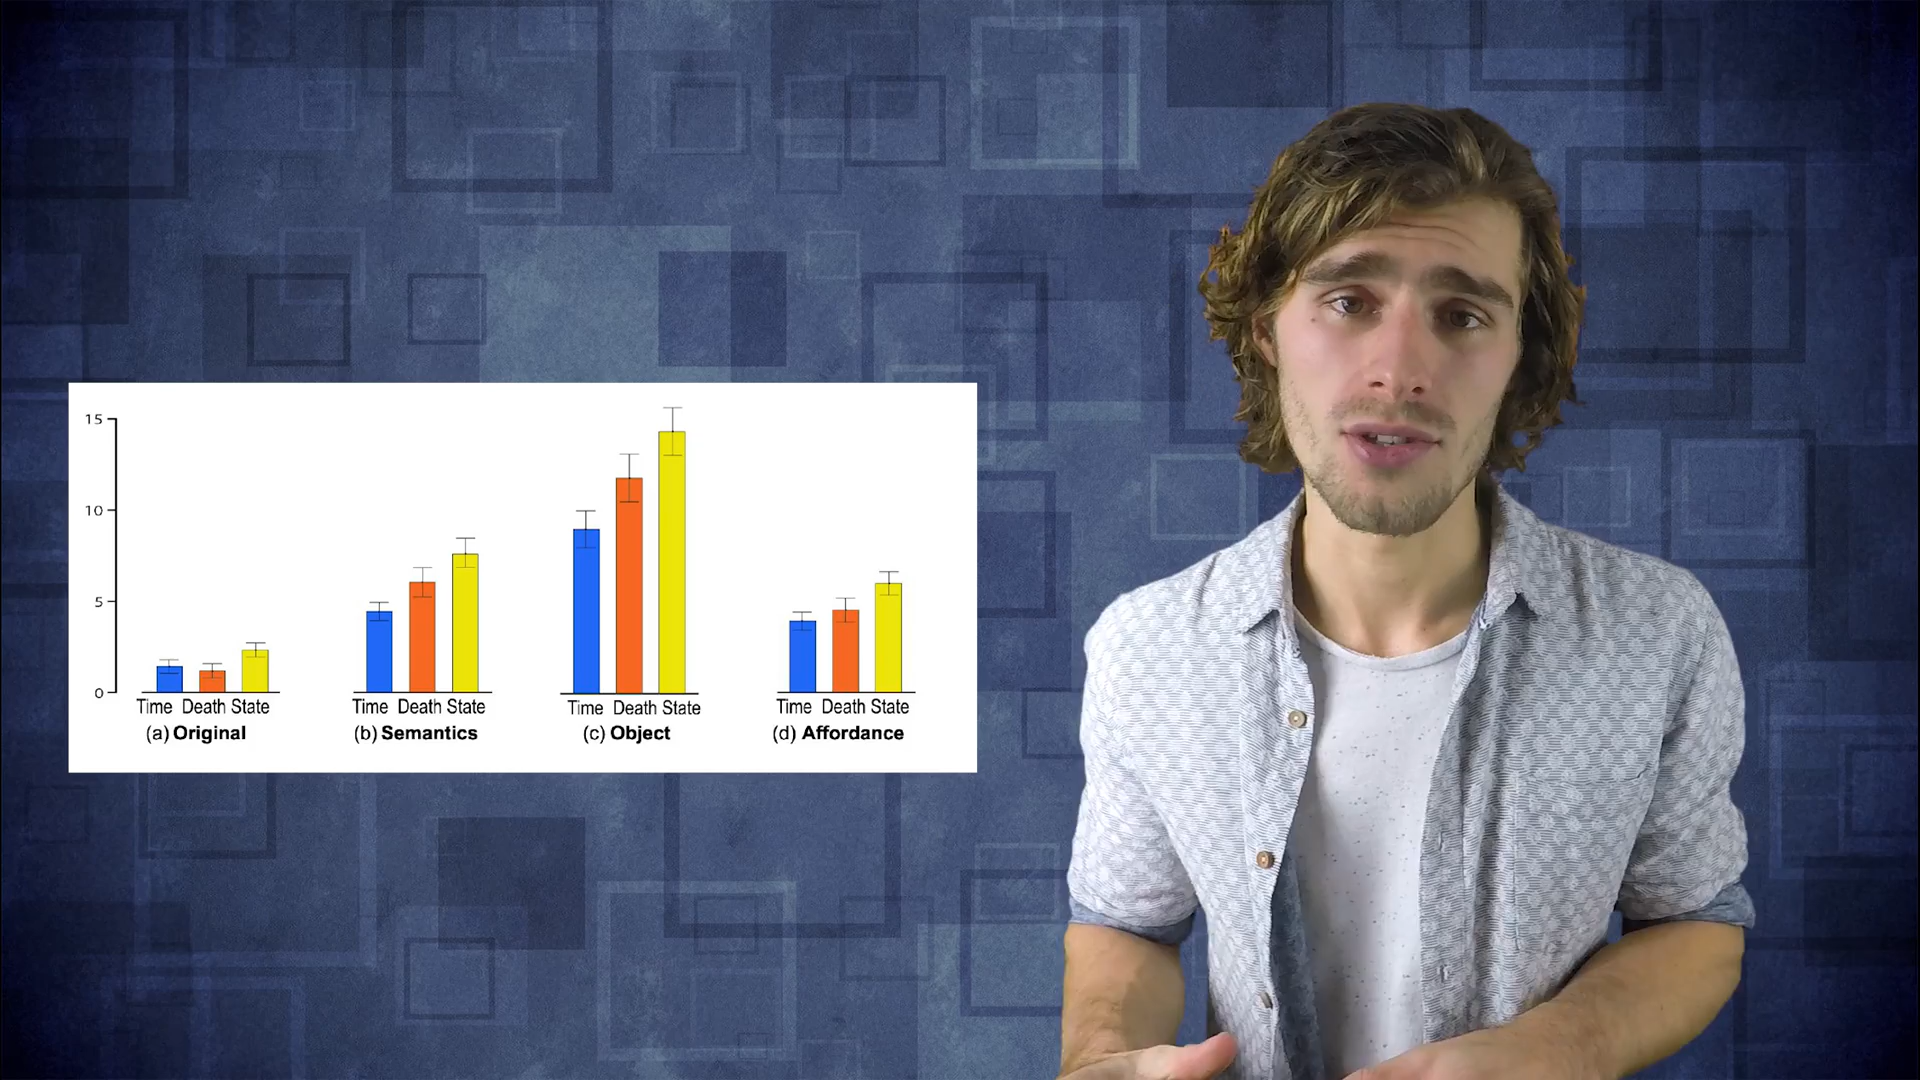 15
10
5
0
Time Death State
(a) Original
Time Death State
(b) Semantics
Time Death State
(c) Object
Time Death State
(d) Affordance